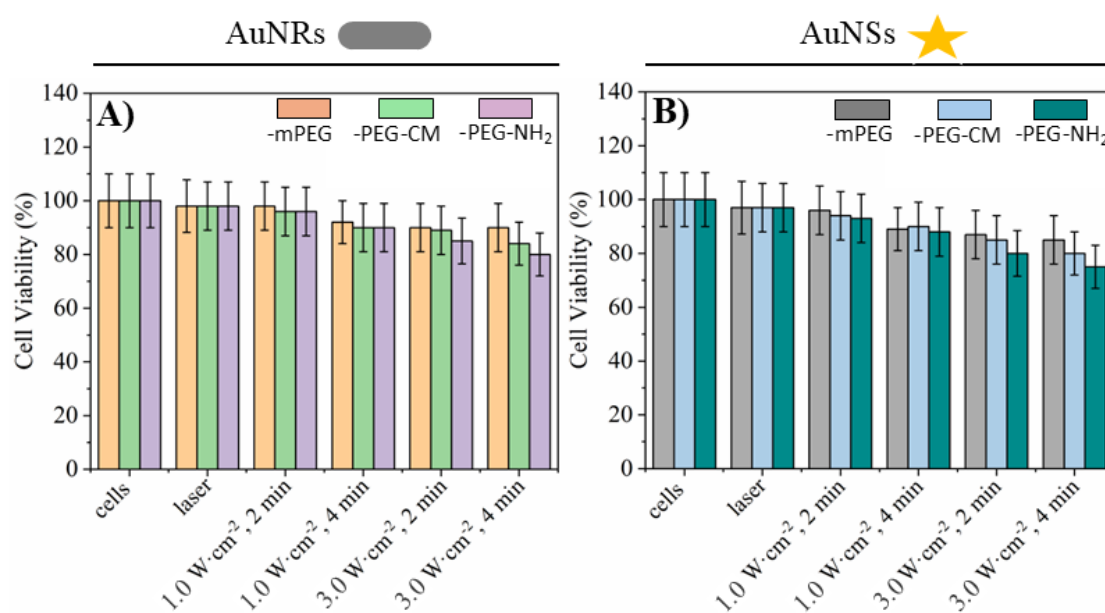 AuNRs
AuNSs
A)
-mPEG
-PEG-CM
-PEG-NH₂
Cell Viability (%)
140
120
100
80
60
40
20
0
cells
laser
1.0 W·cm⁻², 2 min
1.0 W·cm⁻², 4 min
3.0 W·cm⁻², 2 min
3.0 W·cm⁻², 4 min
B)
-mPEG
-PEG-CM
-PEG-NH₂
Cell Viability (%)
140
120
100
80
60
40
20
0
cells
laser
1.0 W·cm⁻², 2 min
1.0 W·cm⁻², 4 min
3.0 W·cm⁻², 2 min
3.0 W·cm⁻², 4 min